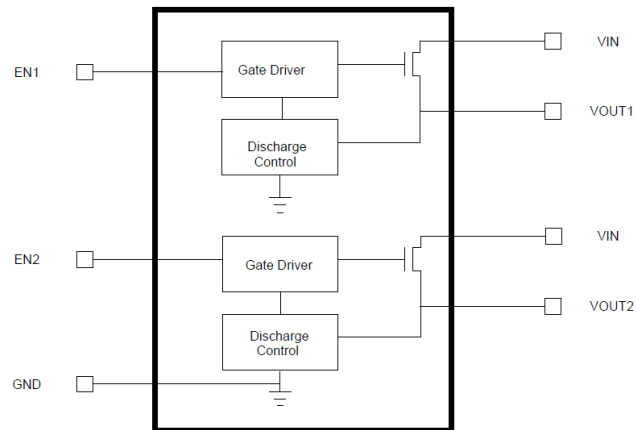 VIN
EN1
Gate Driver
VOUT1
Discharge
Control
VIN
EN2
Gate Driver
VOUT2
Discharge
Control
GND